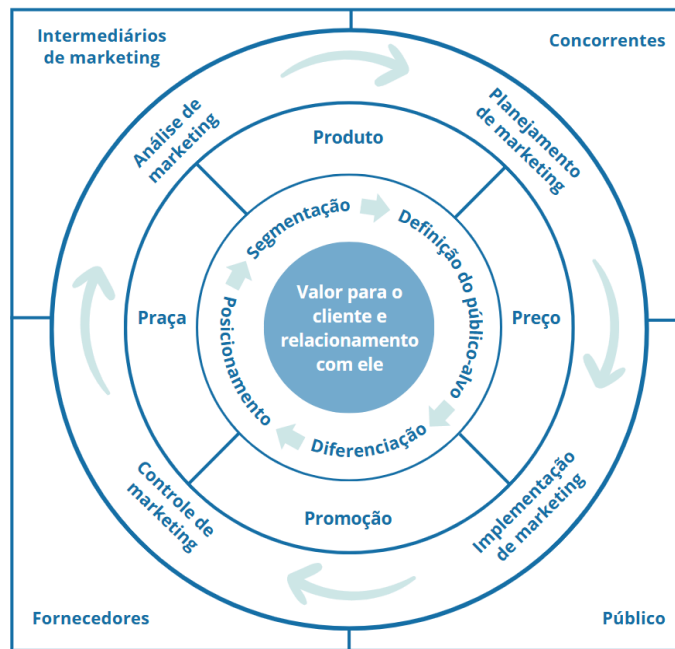 Intermediários
de marketing
Concorrentes
Análise de
marketing
Planejamento
de marketing
Produto
Segmentação
Definição do público-alvo
Valor para o
cliente e
relacionamento
com ele
Praça
Preço
Posicionamento
Diferenciação
Controle de
marketing
Implementação
de marketing
Promoção
Fornecedores
Público